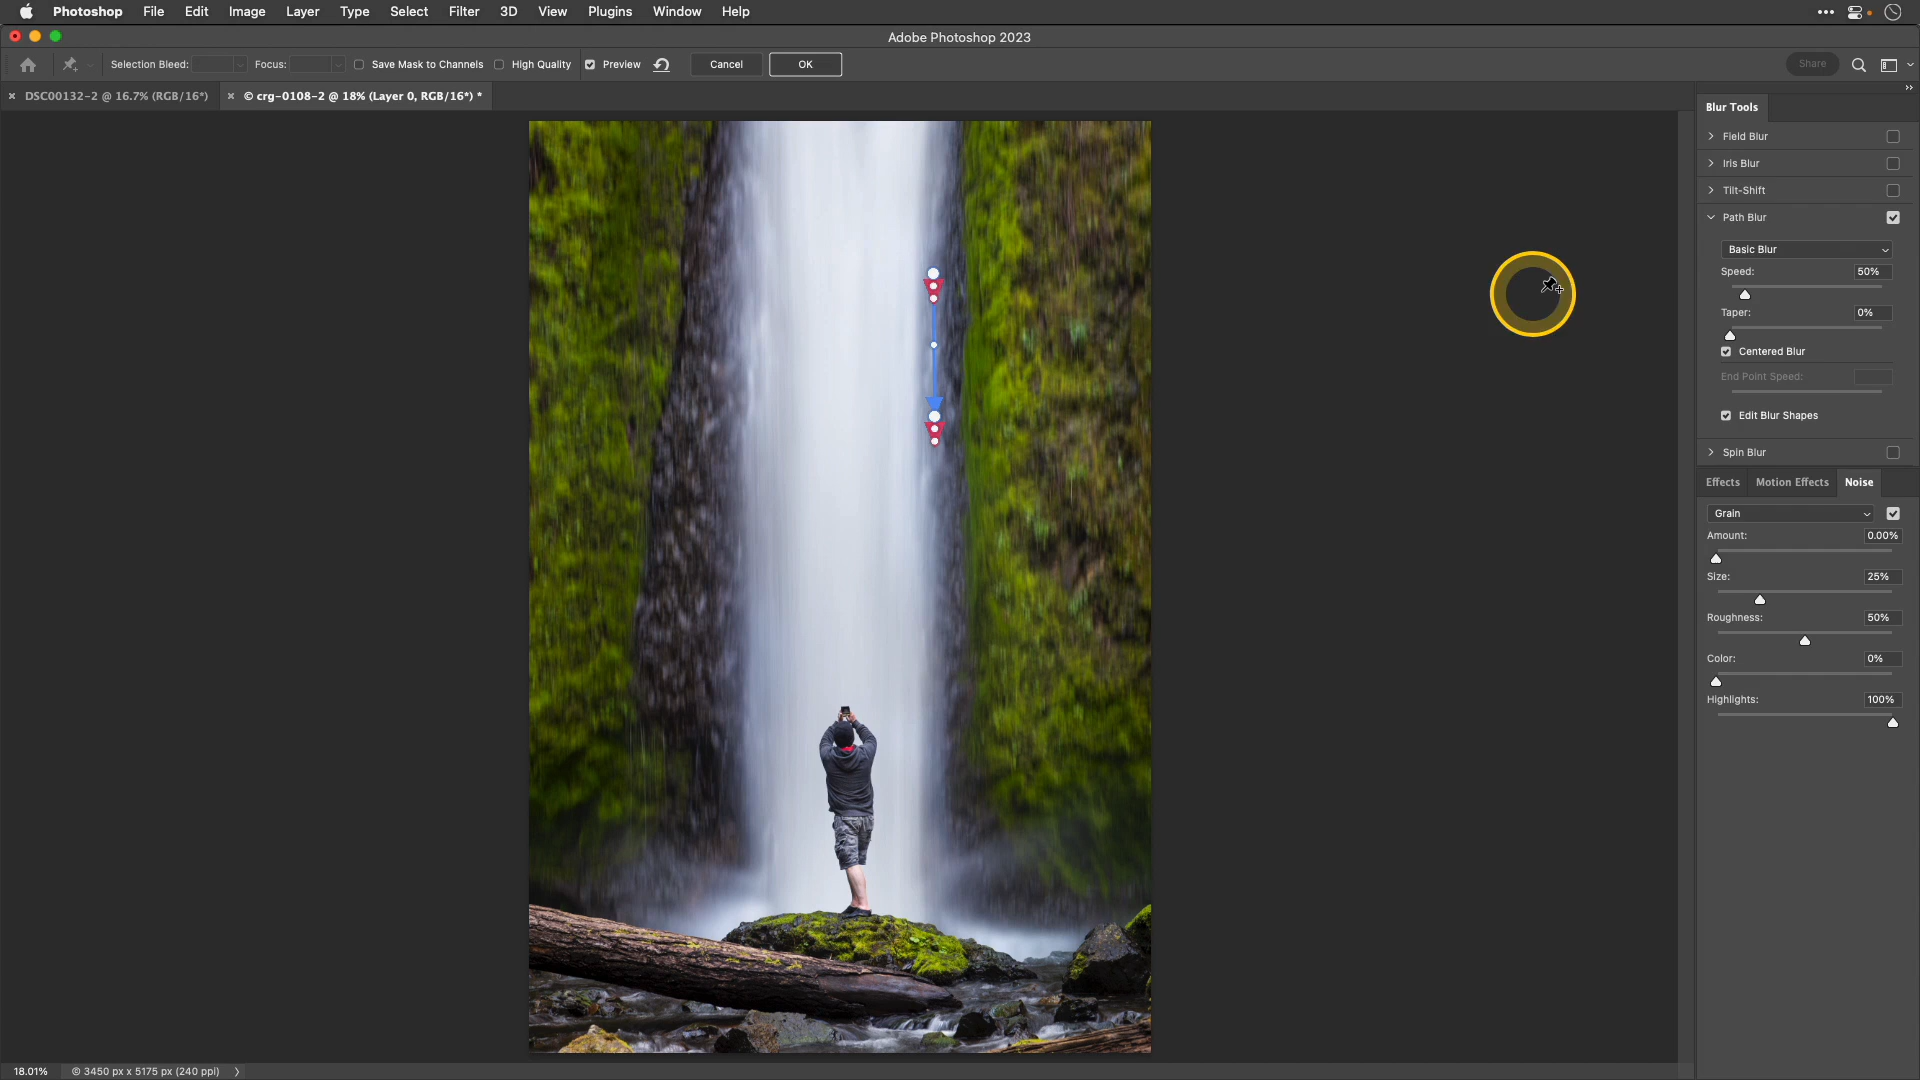 Photoshop File Edit Image Layer Type Select Filter 3D View Plugins Window Help
Adobe Photoshop 2023
Selection Bleed: Focus: Save Mask to Channels High Quality Preview Cancel OK Share
DSC00132-2 @ 16.7% (RGB/16*) © crg-0108-2 @ 18% (Layer 0, RGB/16*) *
Blur Tools
Field Blur
Iris Blur
Tilt-Shift
Path Blur
Basic Blur
Speed: 50%
Taper: 0%
Centered Blur
End Point Speed:
Edit Blur Shapes
Spin Blur
Effects Motion Effects Noise
Grain
Amount: 0.00%
Size: 25%
Roughness: 50%
Color: 0%
Highlights: 100%
18.01% © 3450 px x 5175 px (240 ppi)